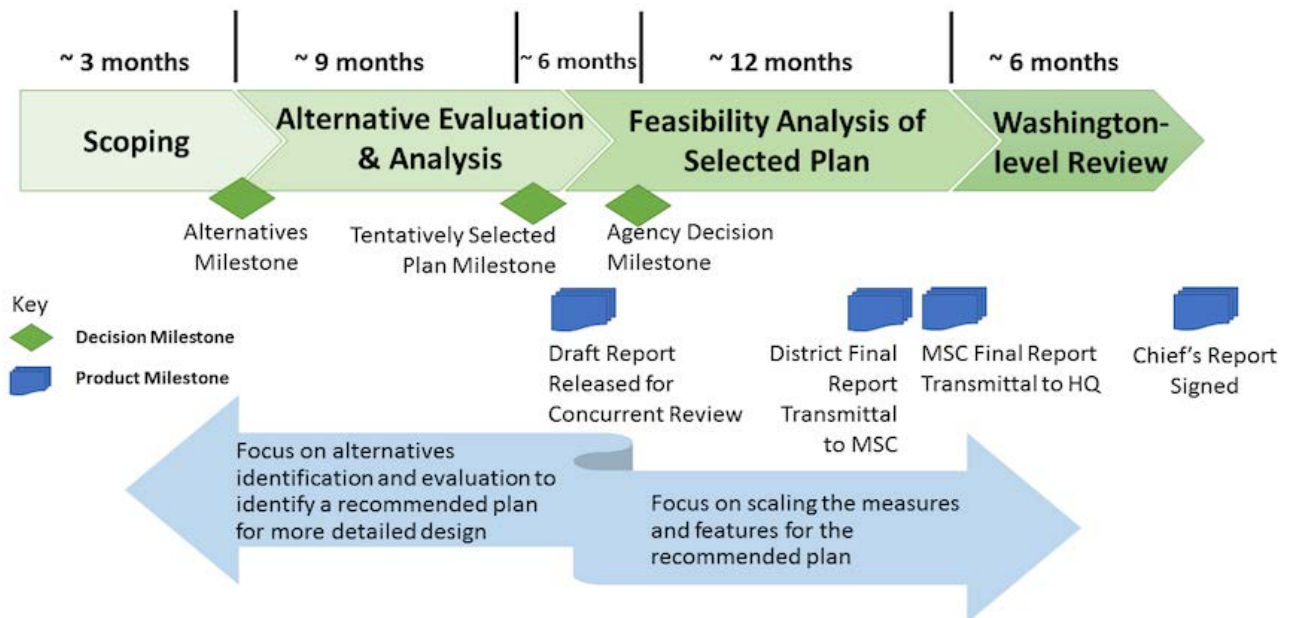 ~ 3 months
~ 9 months
~ 6 months
~ 12 months
~ 6 months
Scoping
Alternative Evaluation
& Analysis
Feasibility Analysis of
Selected Plan
Washington-
level Review
Alternatives
Milestone
Tentatively Selected
Plan Milestone
Agency Decision
Milestone
Key
Decision Milestone
Product Milestone
Draft Report
Released for
Concurrent Review
District Final
Report
Transmittal
to MSC
MSC Final Report
Transmittal to HQ
Chief’s Report
Signed
Focus on alternatives
identification and evaluation to
identify a recommended plan
for more detailed design
Focus on scaling the measures
and features for the
recommended plan